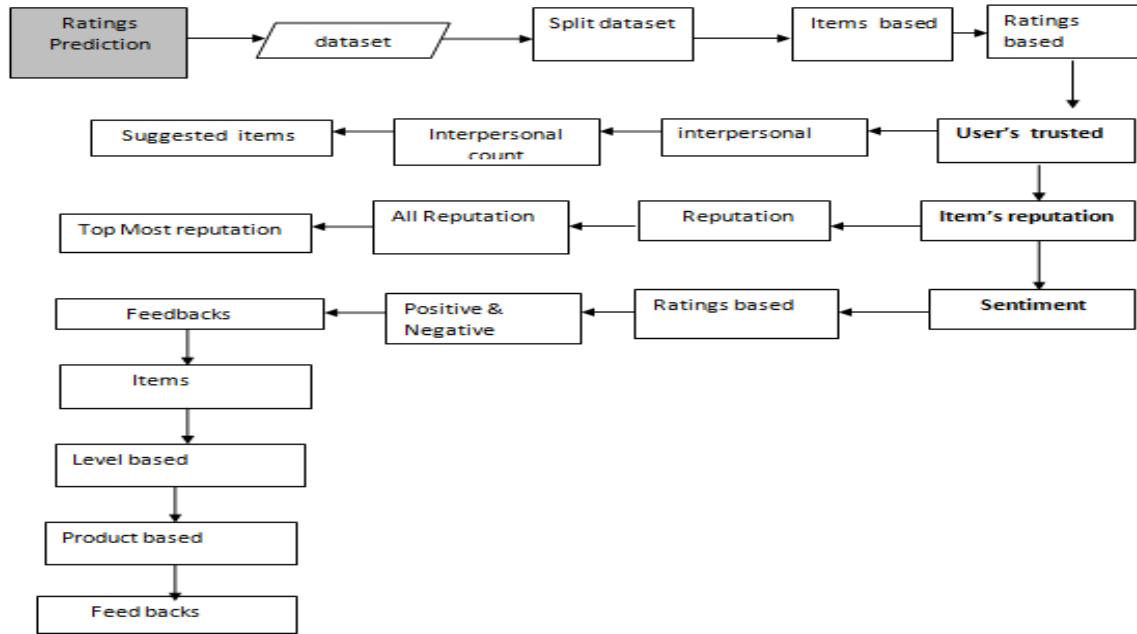 Ratings
Prediction
dataset
Split dataset
Items based
Ratings
based
Suggested items
Interpersonal
count
interpersonal
User's trusted
Top Most reputation
All Reputation
Reputation
Item's reputation
Feedbacks
Positive &
Negative
Ratings based
Sentiment
Items
Level based
Product based
Feed backs